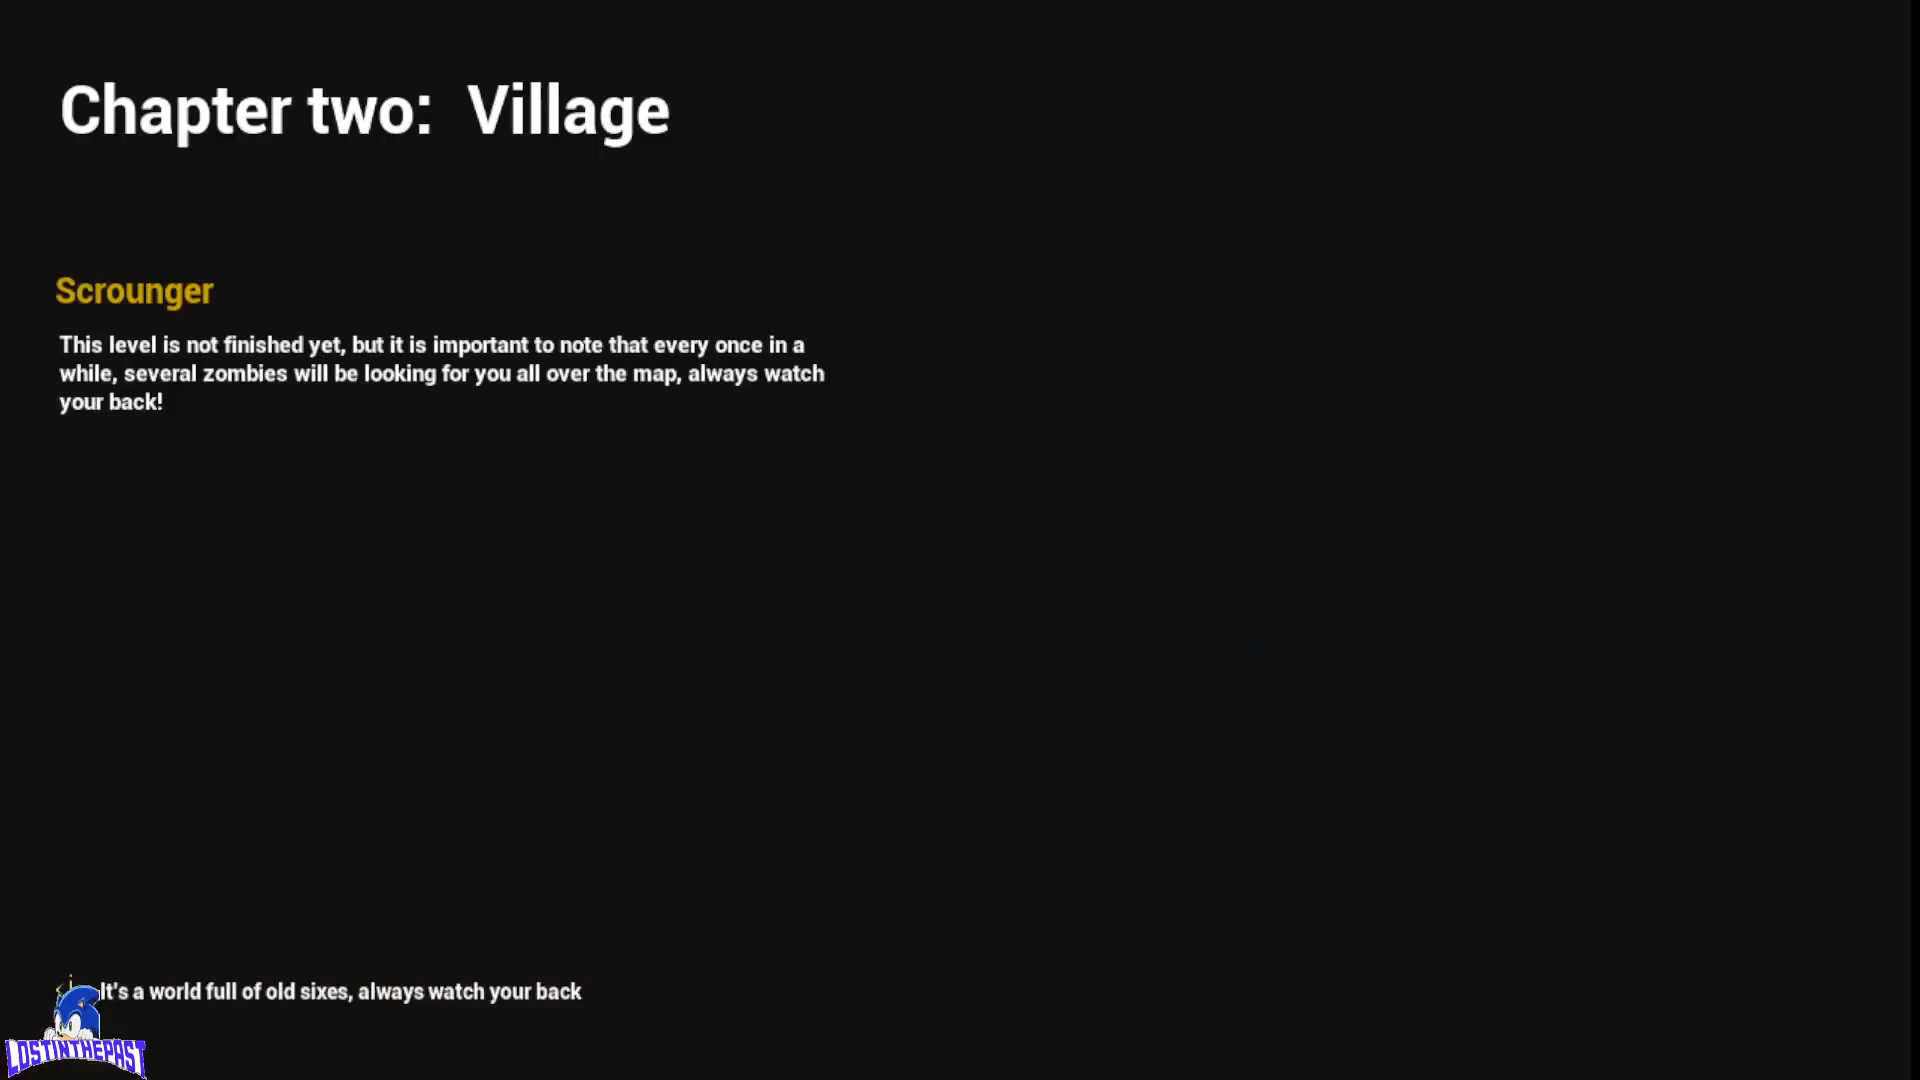 Chapter two:  Village
Scrounger
This level is not finished yet, but it is important to note that every once in a
while, several zombies will be looking for you all over the map, always watch
your back!
It's a world full of old sixes, always watch your back
LOSTINTHEPAST